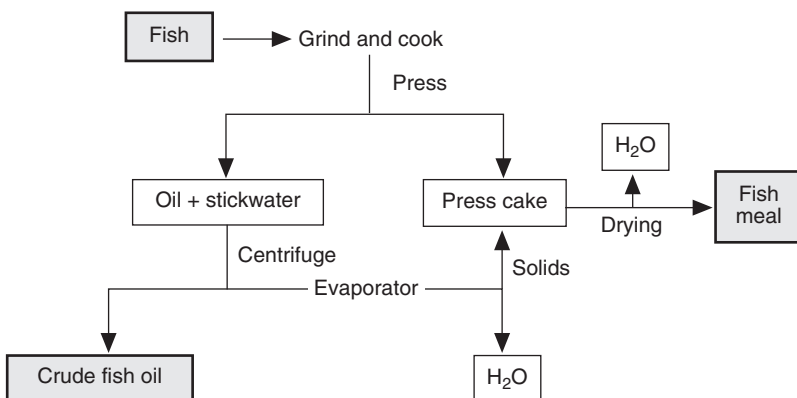 Fish
Grind and cook
Press
H₂O
Oil + stickwater
Press cake
Fish
meal
Drying
Centrifuge
Solids
Evaporator
Crude fish oil
H₂O